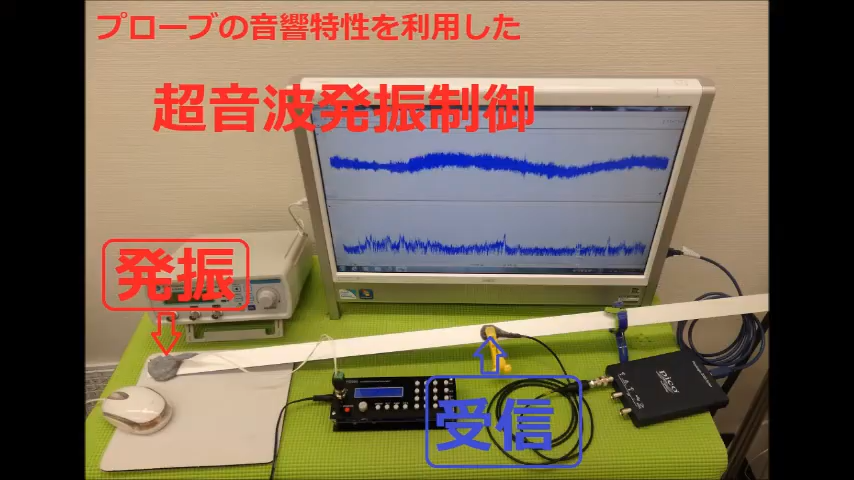 プローブの音響特性を利用した
超音波発振制御
発振
受信
pico